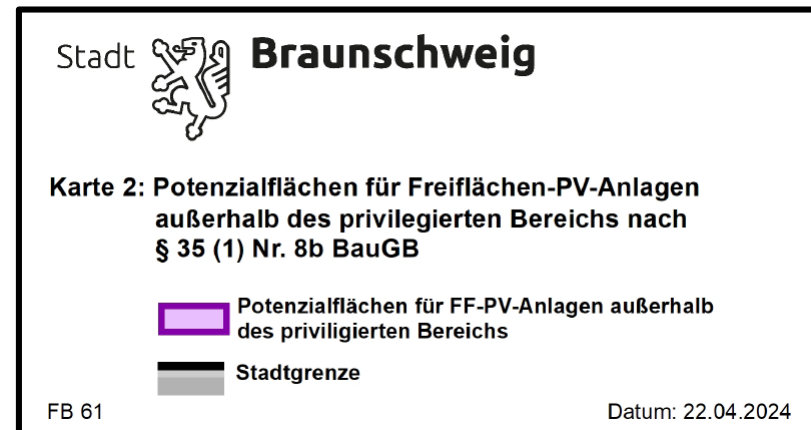 Stadt Braunschweig
Karte 2: Potenzialflächen für Freiflächen-PV-Anlagen
außerhalb des privilegierten Bereichs nach
§ 35 (1) Nr. 8b BauGB
Potenzialflächen für FF-PV-Anlagen außerhalb
des priviligierten Bereichs
Stadtgrenze
FB 61 Datum: 22.04.2024